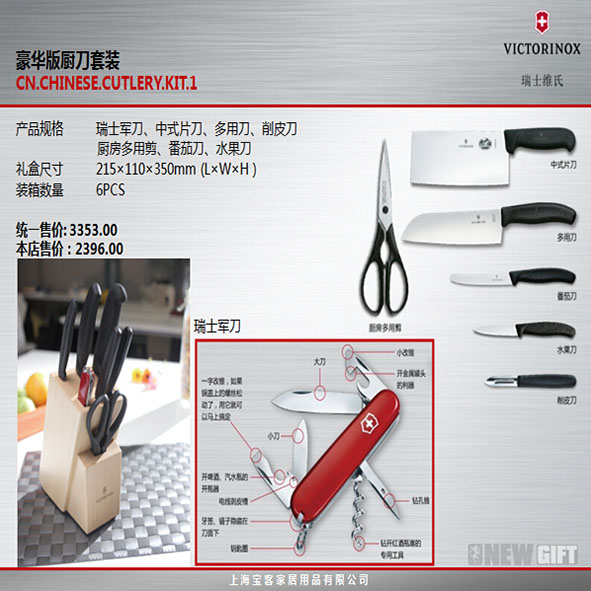 VICTORINOX
瑞士维氏
豪华版厨刀套装
CN.CHINESE.CUTLERY.KIT.1
产品规格 瑞士军刀、中式片刀、多用刀、削皮刀
厨房多用剪、番茄刀、水果刀
礼盒尺寸 215×110×350mm (L×W×H )
装箱数量 6PCS
统一售价: 3353.00
本店售价 : 2396.00
中式片刀
多用刀
番茄刀
水果刀
削皮刀
厨房多用剪
瑞士军刀
小改锥
大刀
开金属罐头
的利器
一字改锥，如果
锅盖上的螺丝松
动了，用它就可
以马上搞定
小刀
开啤酒、汽水瓶的
开瓶器
电线剥皮槽
牙签、镊子隐藏在
刀面下
钥匙圈
钻孔锥
钻开红酒瓶塞的
专用工具
NEWGIFT
上海宝客家居用品有限公司